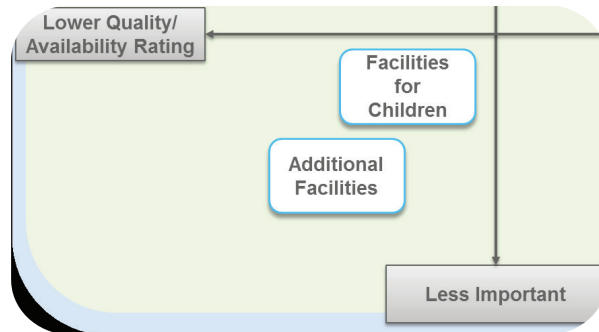 Lower Quality/
Availability Rating
Facilities
for
Children
Additional
Facilities
Less Important